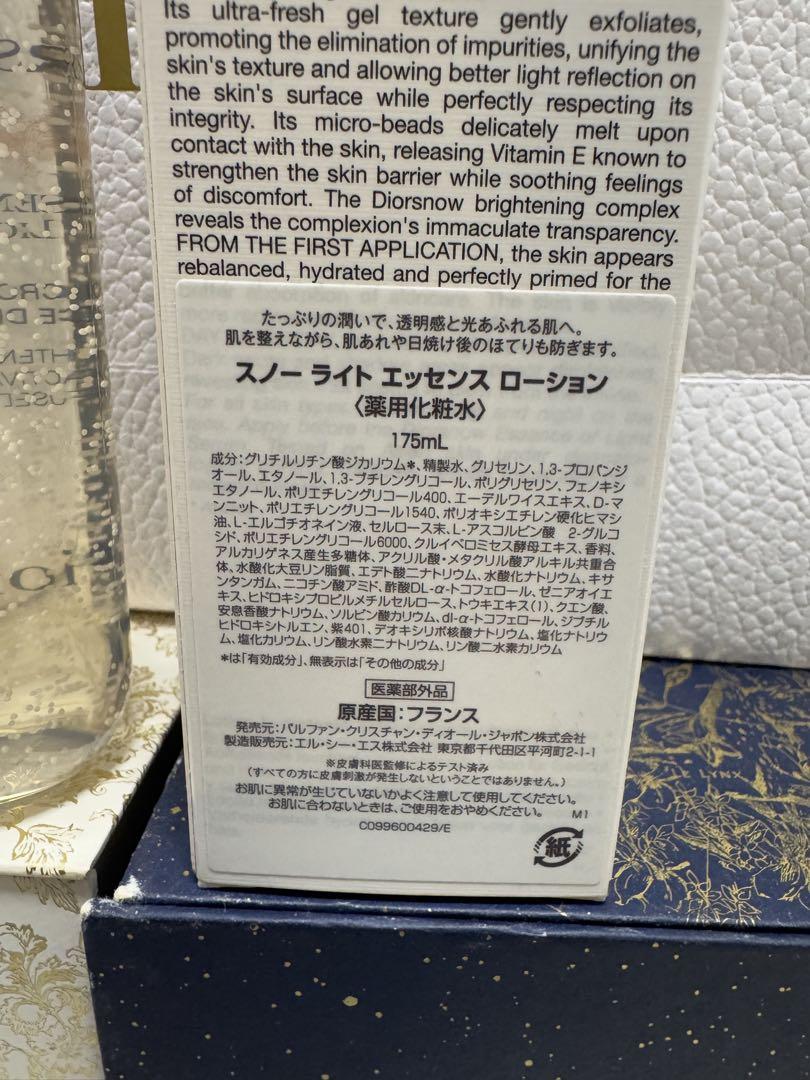 Its ultra-fresh gel texture gently exfoliates,
promoting the elimination of impurities, unifying the
skin's texture and allowing better light reflection on
the skin's surface while perfectly respecting its
integrity. Its micro-beads delicately melt upon
contact with the skin, releasing Vitamin E known to
strengthen the skin barrier while soothing feelings
of discomfort. The Diorsnow brightening complex
reveals the complexion's immaculate transparency.
FROM THE FIRST APPLICATION, the skin appears
rebalanced, hydrated and perfectly primed for the
たっぷりの潤いで、透明感と光あふれる肌へ。
肌を整えながら、肌あれや日焼け後のほてりも防ぎます。
スノー ライト エッセンス ローション
〈薬用化粧水〉
175mL
成分:グリチルリチン酸ジカリウム*、精製水、グリセリン、1,3-プロパンジ
オール、エタノール、1,3-ブチレングリコール、ポリグリセリン、フェノキシ
エタノール、ポリエチレングリコール400、エーデルワイスエキス、D-マ
ンニット、ポリエチレングリコール1540、ポリオキシエチレン硬化ヒマシ
油、L-エルゴチオネイン液、セルロース末、L-アスコルビン酸 2-グルコ
シド、ポリエチレングリコール6000、クルイベロミセス酵母エキス、香料、
アルカリゲネス産生多糖体、アクリル酸・メタクリル酸アルキル共重合
体、水酸化大豆リン脂質、エデト酸二ナトリウム、水酸化ナトリウム、キサ
ンタンガム、ニコチン酸アミド、酢酸DL-α-トコフェロール、ゼニアオイエ
キス、ヒドロキシプロピルメチルセルロース、トウキエキス(1)、クエン酸、
安息香酸ナトリウム、ソルビン酸カリウム、dl-α-トコフェロール、ジブチル
ヒドロキシトルエン、紫401、デオキシリボ核酸ナトリウム、塩化ナトリウ
ム、塩化カリウム、リン酸水素二ナトリウム、リン酸二水素カリウム
*は「有効成分」、無表示は「その他の成分」
医薬部外品
原産国:フランス
発売元:パルファン・クリスチャン・ディオール・ジャポン株式会社
製造販売元:エル・シー・エス株式会社 東京都千代田区平河町2-1-1
※皮膚科医監修によるテスト済み
(すべての方に皮膚刺激が発生しないということではありません。)
お肌に異常が生じていないかよく注意して使用してください。
お肌に合わないときは、ご使用をおやめください。 M1
C099600429/E
紙